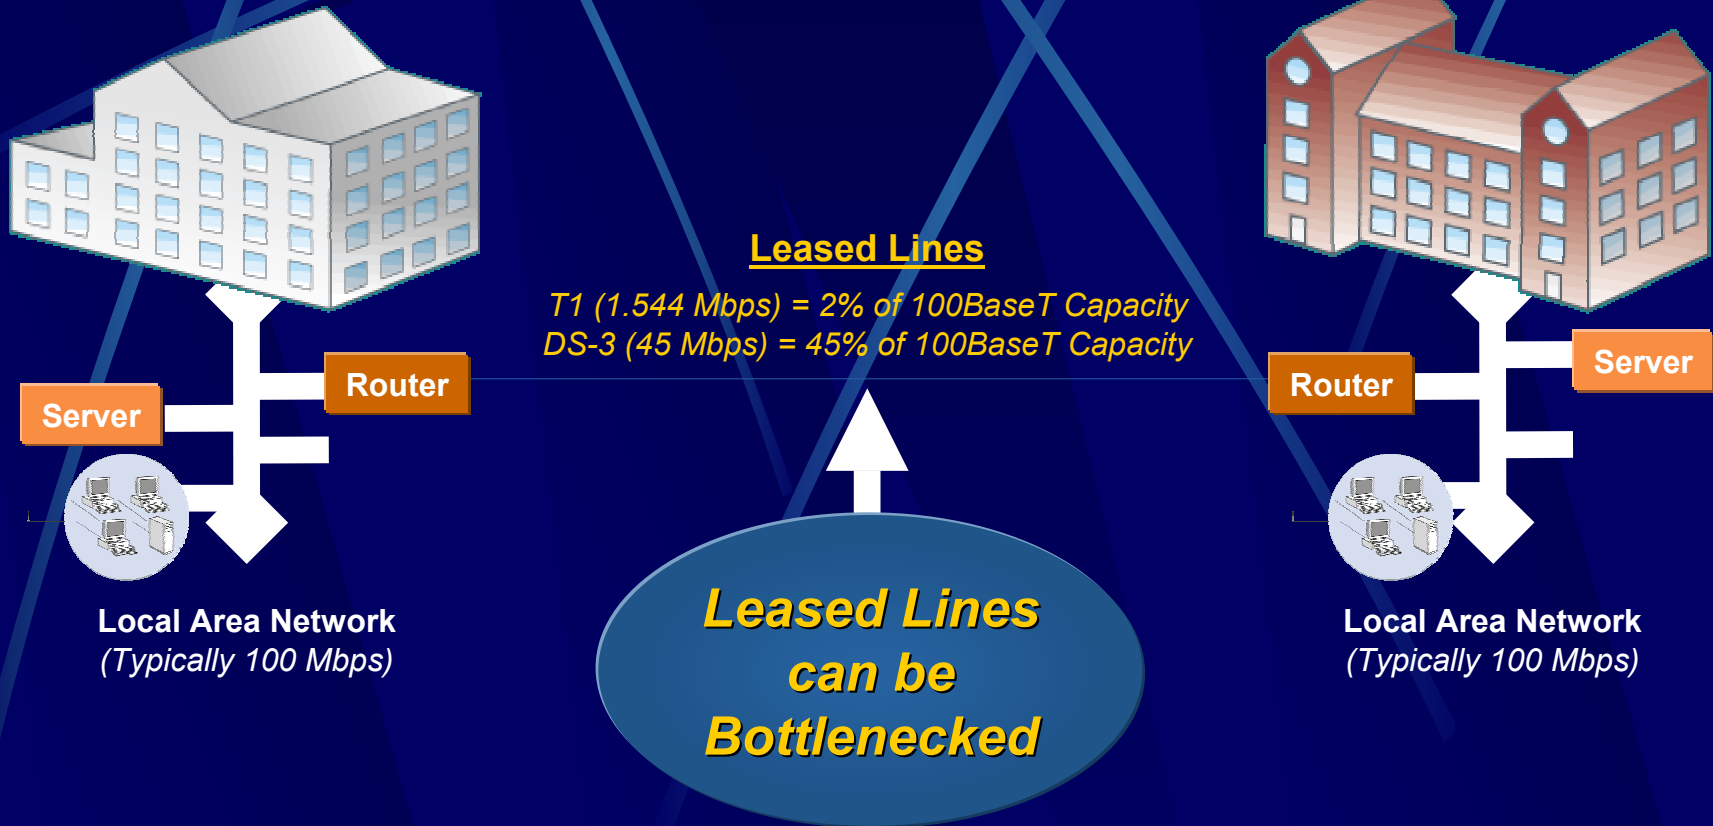 Leased Lines
T1 (1.544 Mbps) = 2% of 100BaseT Capacity
DS-3 (45 Mbps) = 45% of 100BaseT Capacity
Server
Router
Router
Server
Local Area Network
(Typically 100 Mbps)
Leased Lines
can be
Bottlenecked
Local Area Network
(Typically 100 Mbps)